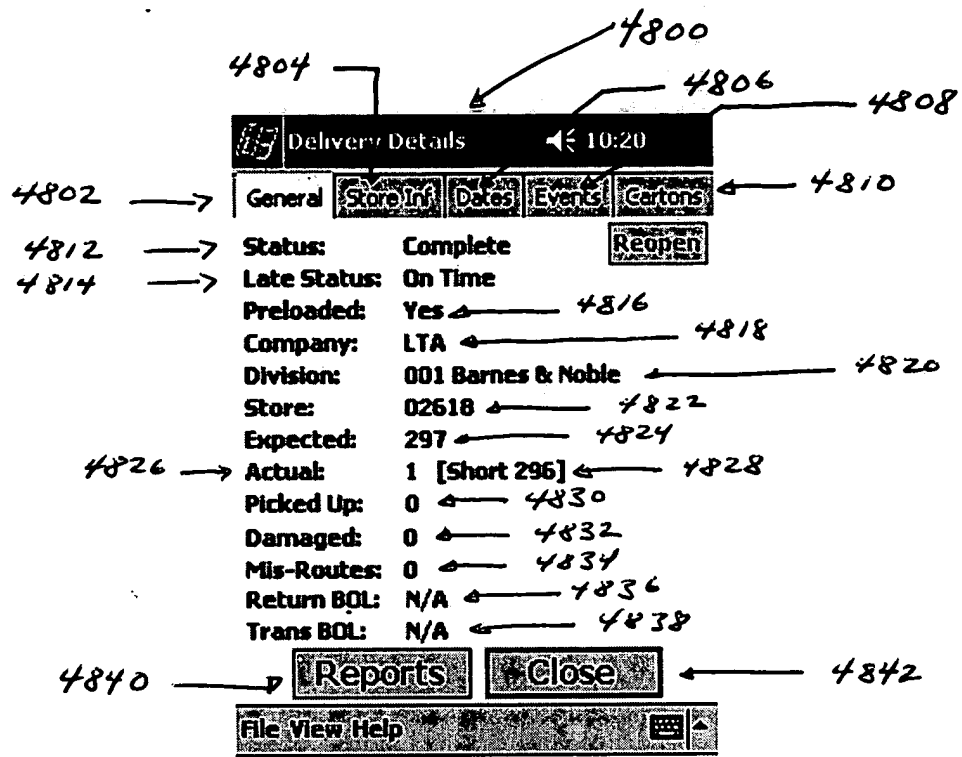 4800
4804
4806
4808
Delivery Details 10:20
4802 General Store Inf Dates Events Cartons 4810
4812 Status: Complete Reopen
4814 Late Status: On Time
Preloaded: Yes 4816
Company: LTA 4818
Division: 001 Barnes & Noble 4820
Store: 02618 4822
Expected: 297 4824
4826 Actual: 1 [Short 296] 4828
Picked Up: 0 4830
Damaged: 0 4832
Mis-Routes: 0 4834
Return BOL: N/A 4836
Trans BOL: N/A 4838
4840 Reports Close 4842
File View Help